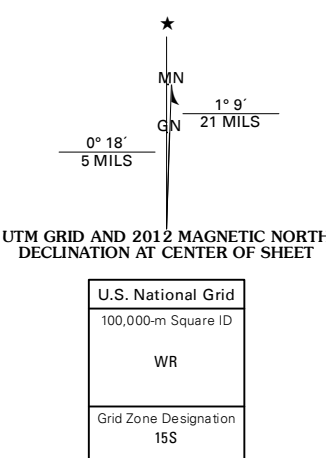 ★
MN
1° 9´
21 MILS
GN
0° 18´
5 MILS
UTM GRID AND 2012 MAGNETIC NORTH
DECLINATION AT CENTER OF SHEET
U.S. National Grid
100,000-m Square ID
WR
Grid Zone Designation
15S